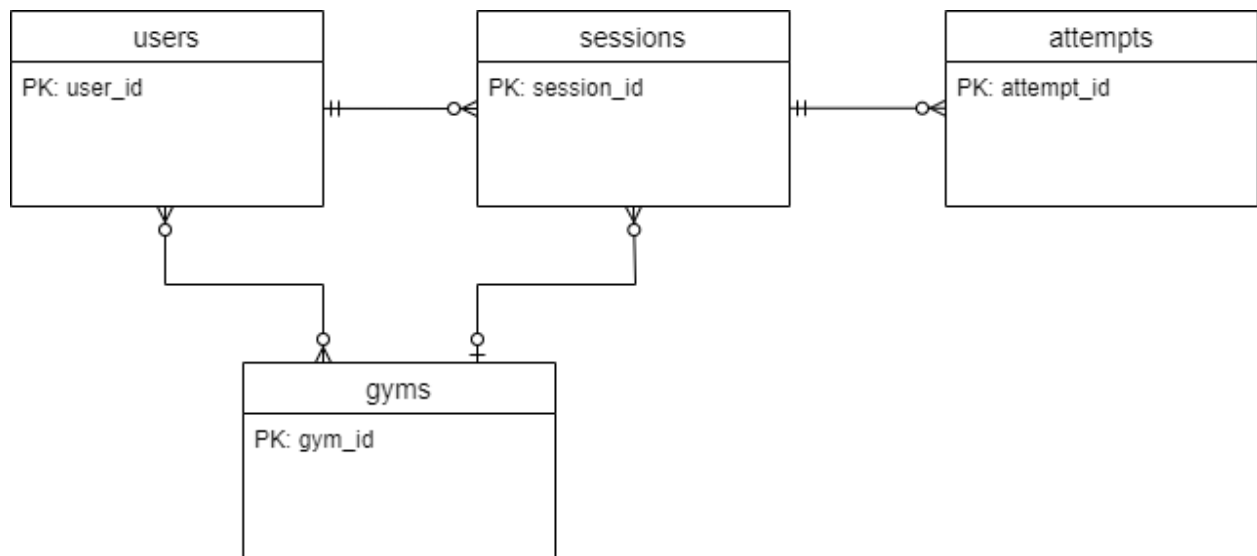 users
PK: user_id
sessions
PK: session_id
attempts
PK: attempt_id
gyms
PK: gym_id